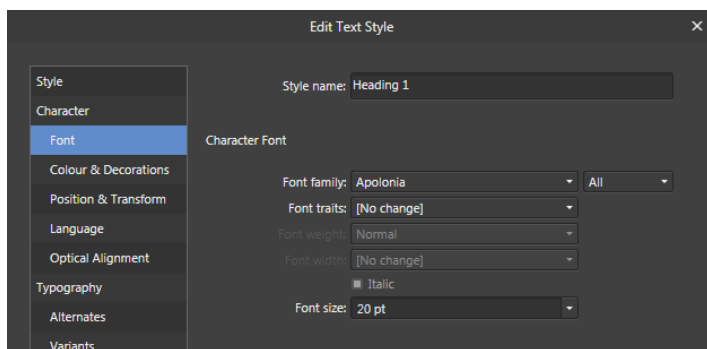 Edit Text Style
Style
Style name: Heading 1
Character
Font
Character Font
Colour & Decorations
Font family: Apolonia All
Position & Transform
Font traits: [No change]
Language
Font weight: Normal
Optical Alignment
Font width: [No change]
Typography
Italic
Alternates
Font size: 20 pt
Variants